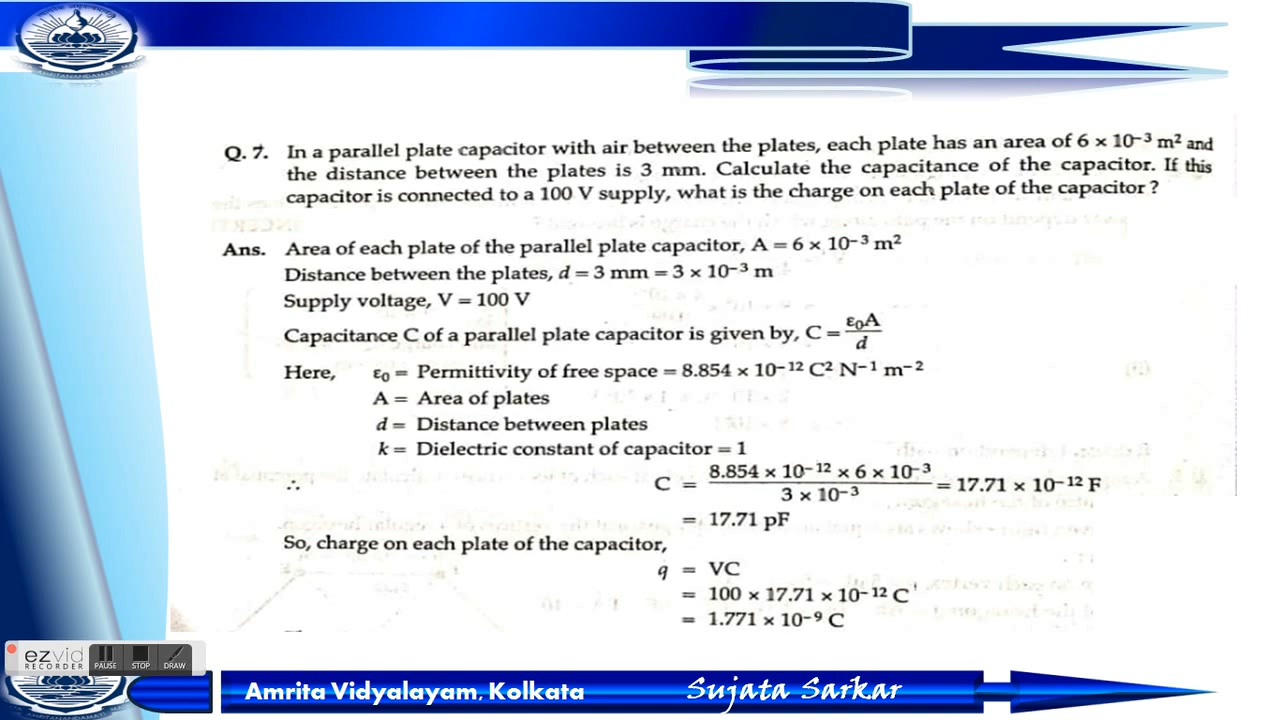 Q. 7. In a parallel plate capacitor with air between the plates, each plate has an area of 6 × 10⁻³ m² and
the distance between the plates is 3 mm. Calculate the capacitance of the capacitor. If this
capacitor is connected to a 100 V supply, what is the charge on each plate of the capacitor ?
Ans. Area of each plate of the parallel plate capacitor, A = 6 × 10⁻³ m²
Distance between the plates, d = 3 mm = 3 × 10⁻³ m
Supply voltage, V = 100 V
Capacitance C of a parallel plate capacitor is given by, C = ε₀A/d
Here, ε₀ = Permittivity of free space = 8.854 × 10⁻¹² C² N⁻¹ m⁻²
A = Area of plates
d = Distance between plates
k = Dielectric constant of capacitor = 1
∴ C = (8.854 × 10⁻¹² × 6 × 10⁻³)/(3 × 10⁻³) = 17.71 × 10⁻¹² F
= 17.71 pF
So, charge on each plate of the capacitor,
q = VC
= 100 × 17.71 × 10⁻¹² C
= 1.771 × 10⁻⁹ C
ezvid
RECORDER
PAUSE STOP DRAW
Amrita Vidyalayam, Kolkata Sujata Sarkar